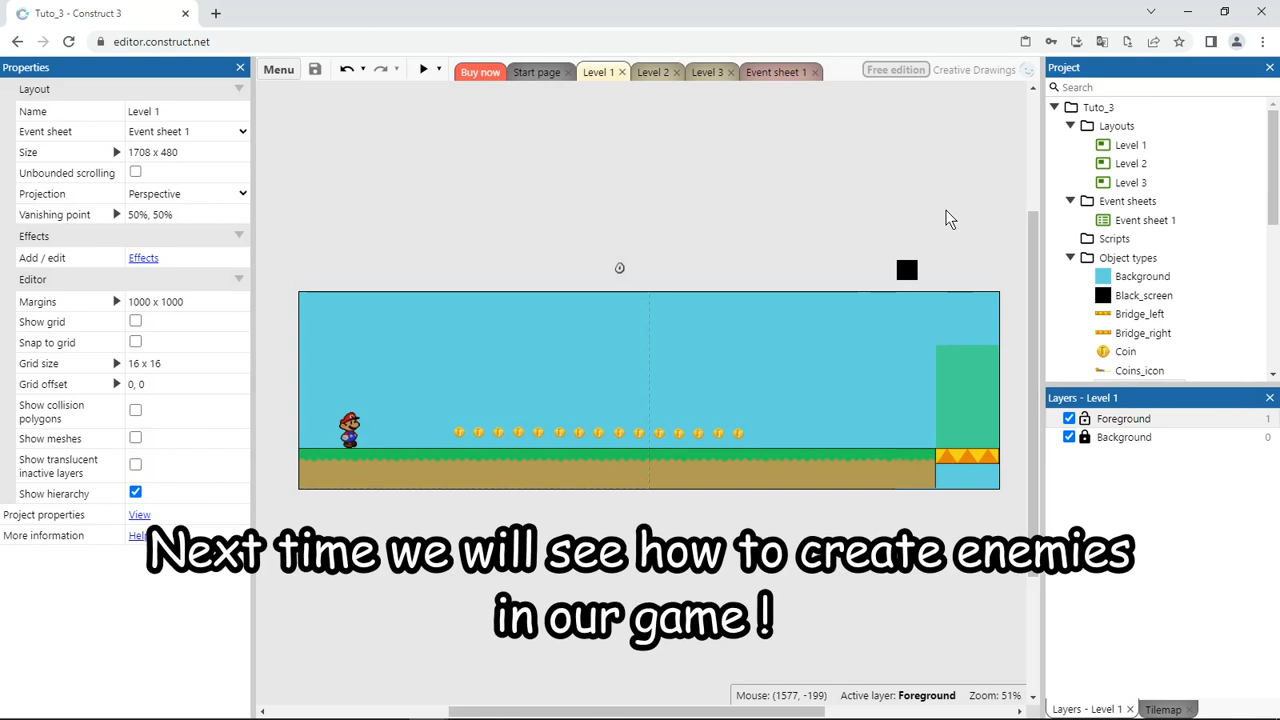 Tuto_3 - Construct 3
editor.construct.net
Properties
Menu
Buy now
Start page
Level 1
Level 2
Level 3
Event sheet 1
Free edition
Creative Drawings
Project
Layout
Name Level 1
Event sheet Event sheet 1
Size 1708 x 480
Unbounded scrolling
Projection Perspective
Vanishing point 50%, 50%
Effects
Add / edit Effects
Editor
Margins 1000 x 1000
Show grid
Snap to grid
Grid size 16 x 16
Grid offset 0, 0
Show collision
polygons
Show meshes
Show translucent
inactive layers
Show hierarchy
Project properties View
More information Help
Search
Tuto_3
Layouts
Level 1
Level 2
Level 3
Event sheets
Event sheet 1
Scripts
Object types
Background
Black_screen
Bridge_left
Bridge_right
Coin
Coins_icon
Layers - Level 1
Foreground 1
Background 0
Next time we will see how to create enemies
in our game !
Mouse: (1577, -199) Active layer: Foreground Zoom: 51%
Layers - Level 1
Tilemap